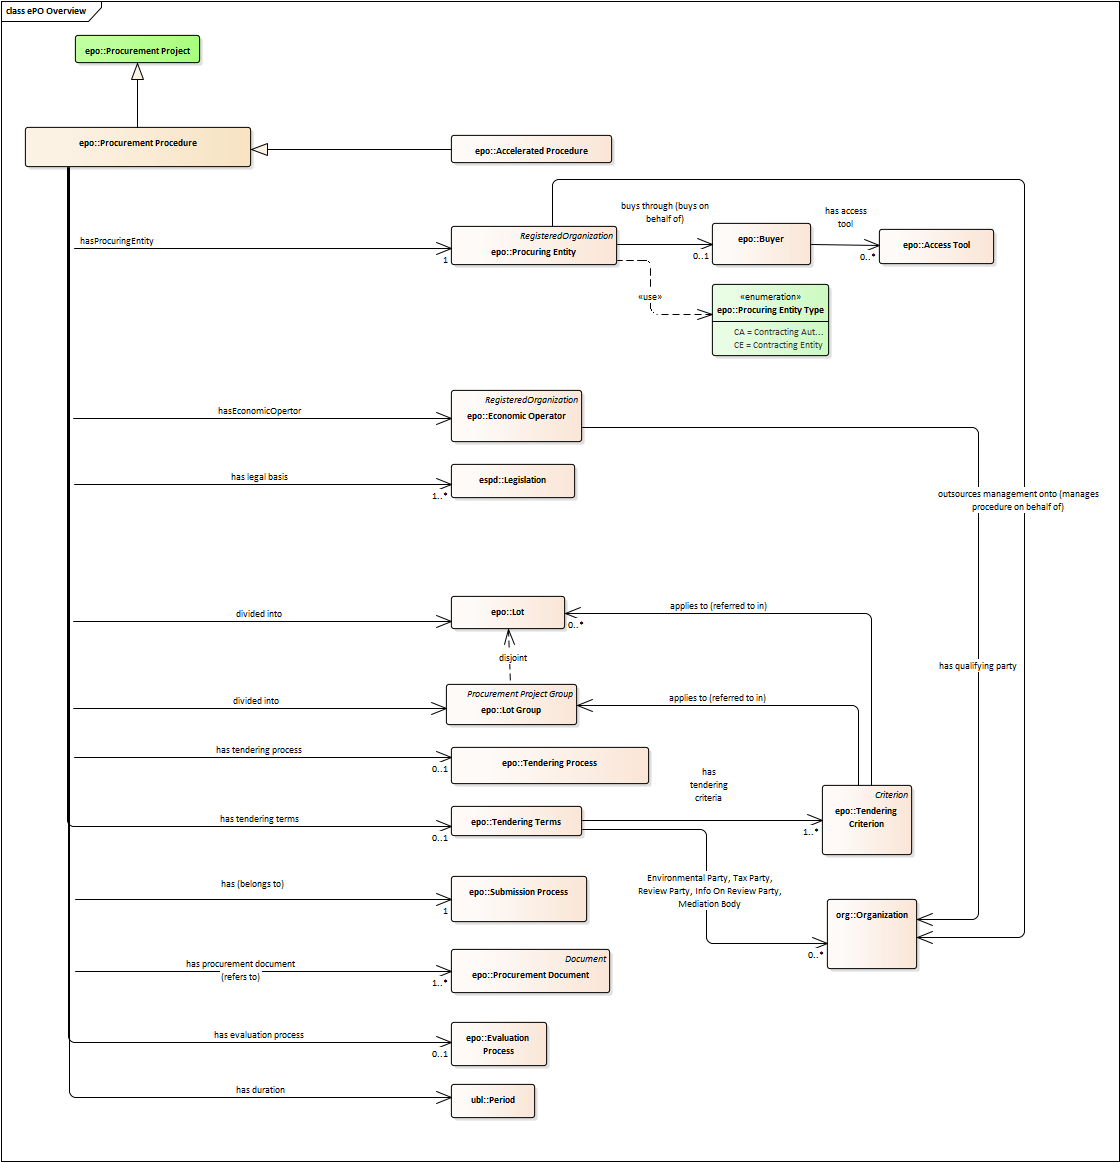 class ePO Overview
epo::Procurement Project
epo::Procurement Procedure
epo::Accelerated Procedure
hasProcuringEntity
1
RegisteredOrganization
epo::Procuring Entity
buys through (buys on
behalf of)
0..1
epo::Buyer
has access
tool
0..*
epo::Access Tool
«use»
«enumeration»
epo::Procuring Entity Type
CA = Contracting Aut...
CE = Contracting Entity
hasEconomicOpertor
RegisteredOrganization
epo::Economic Operator
has legal basis
1..*
espd::Legislation
outsources management onto (manages
procedure on behalf of)
divided into
epo::Lot
0..*
applies to (referred to in)
disjoint
has qualifying party
divided into
Procurement Project Group
epo::Lot Group
applies to (referred to in)
has tendering process
0..1
epo::Tendering Process
has
tendering
criteria
has tendering terms
0..1
epo::Tendering Terms
1..*
Criterion
epo::Tendering
Criterion
has (belongs to)
1
epo::Submission Process
Environmental Party, Tax Party,
Review Party, Info On Review Party,
Mediation Body
0..*
org::Organization
has procurement document
(refers to)
1..*
Document
epo::Procurement Document
has evaluation process
0..1
epo::Evaluation
Process
has duration
ubl::Period